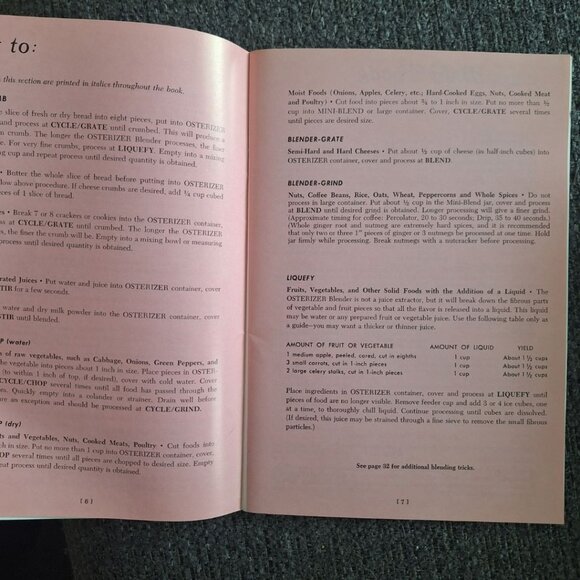 to:
this section are printed in italics throughout the book.
MB
slice of fresh or dry bread into eight pieces, put into OSTERIZER
and process at CYCLE/GRATE until crumbed. This will produce a
crumb. The longer the OSTERIZER Blender processes, the finer
For very fine crumbs, process at LIQUEFY. Empty into a mixing
cup and repeat process until desired quantity is obtained.
• Butter the whole slice of bread before putting into OSTERIZER
low above procedure. If cheese crumbs are desired, add ¼ cup cubed
eces of 1 slice of bread.
es • Break 7 or 8 crackers or cookies into the OSTERIZER container,
ocess at CYCLE/GRATE until crumbed. The longer the OSTERIZER
, the finer the crumb will be. Empty into a mixing bowl or measuring
process until desired quantity is obtained.
rated Juices • Put water and juice into OSTERIZER container, cover
STIR for a few seconds.
water and dry milk powder into the OSTERIZER container, cover
STIR until blended.
P (water)
s of raw vegetables, such as Cabbage, Onions, Green Peppers, and
e vegetable into pieces about 1 inch in size. Place pieces in OSTER-
(to within 1 inch of top, if desired), cover with cold water. Cover
CYCLE/CHOP several times until all food has passed through the
es. Quickly empty into a colander or strainer. Drain well before
are an exception and should be processed at CYCLE/GRIND.
P (dry)
its and Vegetables, Nuts, Cooked Meats, Poultry • Cut foods into
nch in size. Put no more than 1 cup into OSTERIZER container, cover,
OP several times until all pieces are chopped to desired size. Empty
peat process until desired quantity is obtained.
[ 6 ]
Moist Foods (Onions, Apples, Celery, etc.; Hard-Cooked Eggs, Nuts, Cooked Meat
and Poultry) • Cut food into pieces about ¾ to 1 inch in size. Put no more than ½
cup into MINI-BLEND or large container. Cover, CYCLE/GRATE several times
until pieces are desired size.
BLENDER-GRATE
Semi-Hard and Hard Cheeses • Put about ½ cup of cheese (in half-inch cubes) into
OSTERIZER container, cover and process at BLEND.
BLENDER-GRIND
Nuts, Coffee Beans, Rice, Oats, Wheat, Peppercorns and Whole Spices • Do not
process in large container. Put about ½ cup in the Mini-Blend jar, cover and process
at BLEND until desired grind is obtained. Longer processing will give a finer grind.
(Approximate timing for coffee: Percolator, 20 to 30 seconds; Drip, 35 to 40 seconds.)
(Whole ginger root and nutmeg are extremely hard spices, and it is recommended
that only two or three 1" pieces of ginger or 3 nutmegs be processed at one time. Hold
jar firmly while processing. Break nutmegs with a nutcracker before processing.
LIQUEFY
Fruits, Vegetables, and Other Solid Foods with the Addition of a Liquid • The
OSTERIZER Blender is not a juice extractor, but it will break down the fibrous parts
of vegetable and fruit pieces so that all the flavor is released into a liquid. This liquid
may be water or any prepared fruit or vegetable juice. Use the following table only as
a guide—you may want a thicker or thinner juice.
AMOUNT OF FRUIT OR VEGETABLE AMOUNT OF LIQUID YIELD
1 medium apple, peeled, cored, cut in eighths 1 cup About 1½ cups
3 small carrots, cut in 1-inch pieces 1 cup About 1½ cups
2 large celery stalks, cut in 1-inch pieces 1 cup About 1½ cups
Place ingredients in OSTERIZER container, cover and process at LIQUEFY until
pieces of food are no longer visible. Remove feeder cup and add 3 or 4 ice cubes, one
at a time, to thoroughly chill liquid. Continue processing until cubes are dissolved.
(If desired, this juice may be strained through a fine sieve to remove the small fibrous
particles.)
See page 32 for additional blending tricks.
[ 7 ]